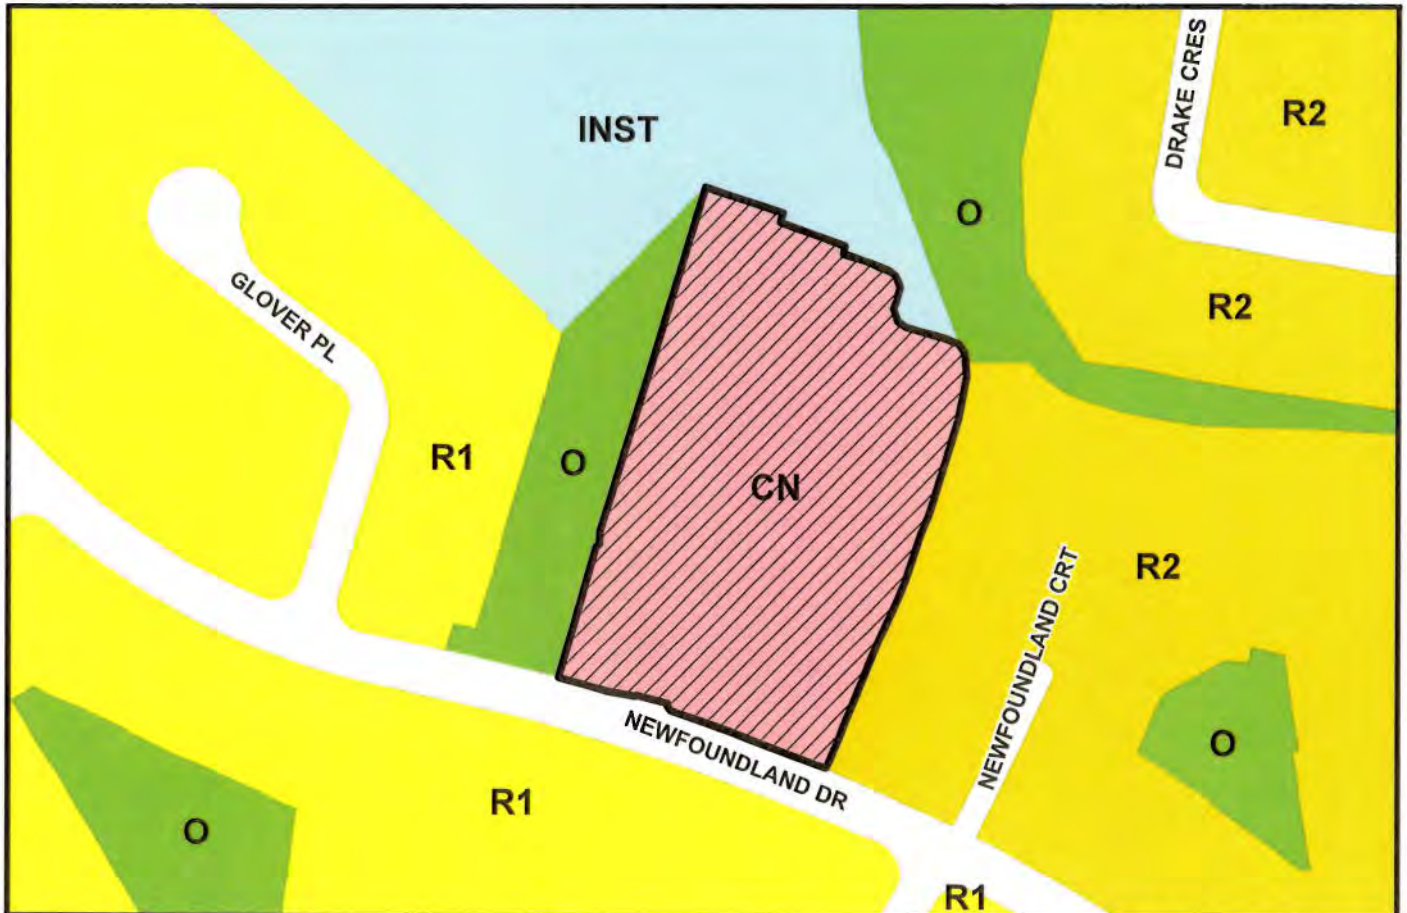 DRAKE CRES
R2
INST
O
GLOVER PL
R2
R1
O
CN
R2
NEWFOUNDLAND CRT
NEWFOUNDLAND DR
O
R1
O
R1